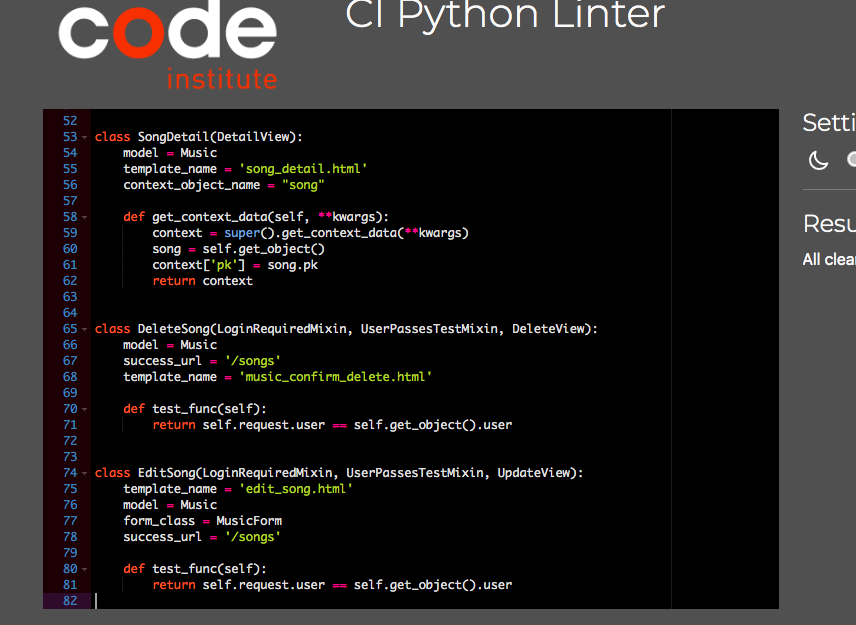 code
institute
CI Python Linter
52
53 class SongDetail(DetailView):
54 model = Music
55 template_name = 'song_detail.html'
56 context_object_name = "song"
57
58 def get_context_data(self, **kwargs):
59 context = super().get_context_data(**kwargs)
60 song = self.get_object()
61 context['pk'] = song.pk
62 return context
63
64
65 class DeleteSong(LoginRequiredMixin, UserPassesTestMixin, DeleteView):
66 model = Music
67 success_url = '/songs'
68 template_name = 'music_confirm_delete.html'
69
70 def test_func(self):
71 return self.request.user == self.get_object().user
72
73
74 class EditSong(LoginRequiredMixin, UserPassesTestMixin, UpdateView):
75 template_name = 'edit_song.html'
76 model = Music
77 form_class = MusicForm
78 success_url = '/songs'
79
80 def test_func(self):
81 return self.request.user == self.get_object().user
82
Setti
Resu
All clea